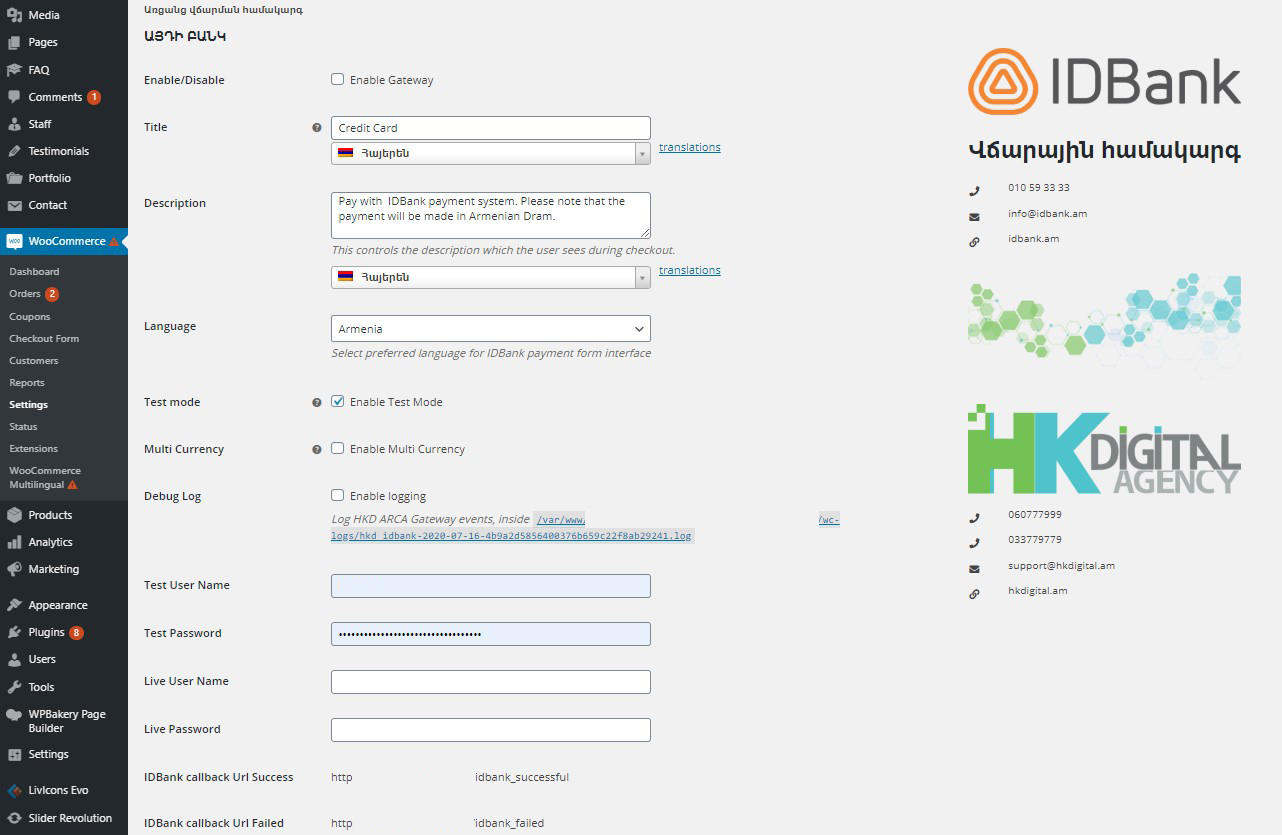 Media
Pages
FAQ
Comments 1
Staff
Testimonials
Portfolio
Contact
WooCommerce
Dashboard
Orders 2
Coupons
Checkout Form
Customers
Reports
Settings
Status
Extensions
WooCommerce
Multilingual
Products
Analytics
Marketing
Appearance
Plugins 8
Users
Tools
WPBakery Page
Builder
Settings
LivIcons Evo
Slider Revolution
Առցանց վճարման համակարգ
ԱՅԴԻ ԲԱՆԿ
Enable/Disable
Enable Gateway
Title
Credit Card
Հայերեն
translations
Description
Pay with  IDBank payment system. Please note that the
payment will be made in Armenian Dram.
This controls the description which the user sees during checkout.
Հայերեն
translations
Language
Armenia
Select preferred language for IDBank payment form interface
Test mode
Enable Test Mode
Multi Currency
Enable Multi Currency
Debug Log
Enable logging
Log HKD ARCA Gateway events, inside /var/www/ /wc-
logs/hkd_idbank-2020-07-16-4b9a2d5856400376b659c22f8ab29241.log
Test User Name
Test Password
Live User Name
Live Password
IDBank callback Url Success
http idbank_successful
IDBank callback Url Failed
http idbank_failed
IDBank
Վճարային համակարգ
010 59 33 33
info@idbank.am
idbank.am
HK DIGITAL
AGENCY
060777999
033779779
support@hkdigital.am
hkdigital.am